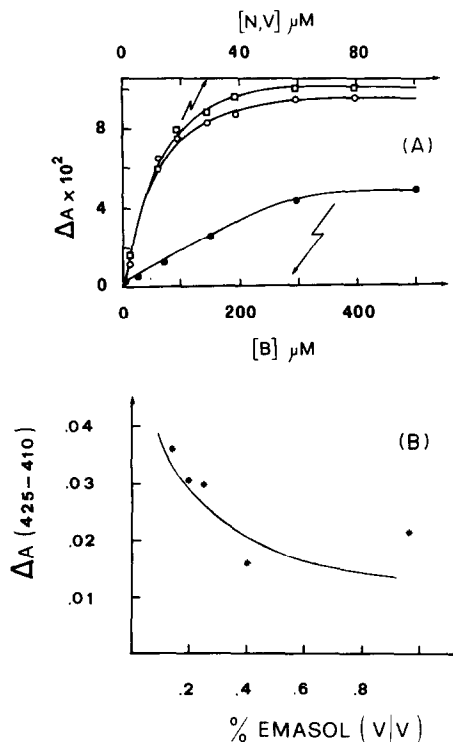 [N,V] µM
0 40 80
8
4
0
ΔA x 10²
(A)
0 200 400
[B] µM
.04
.03
.02
.01
ΔA (425-410)
(B)
.2 .4 .6 .8
% EMASOL (V|V)